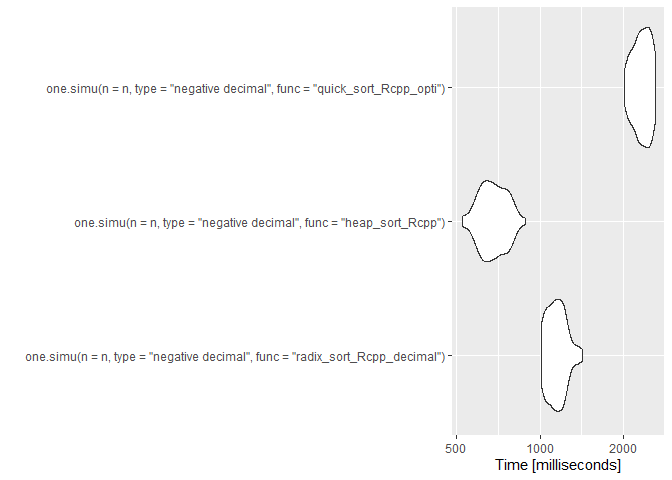 one.simu(n = n, type = "negative decimal", func = "quick_sort_Rcpp_opti")
one.simu(n = n, type = "negative decimal", func = "heap_sort_Rcpp")
one.simu(n = n, type = "negative decimal", func = "radix_sort_Rcpp_decimal")
500 1000 2000
Time [milliseconds]